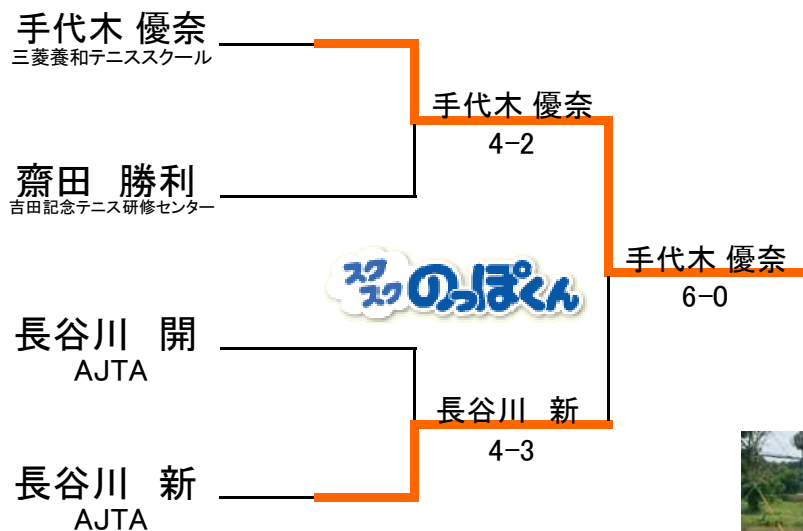 手代木 優奈
三菱養和テニススクール
手代木 優奈
4-2
齋田 勝利
吉田記念テニス研修センター
スクスク のっぽくん
手代木 優奈
6-0
長谷川 開
AJTA
長谷川 新
4-3
長谷川 新
AJTA